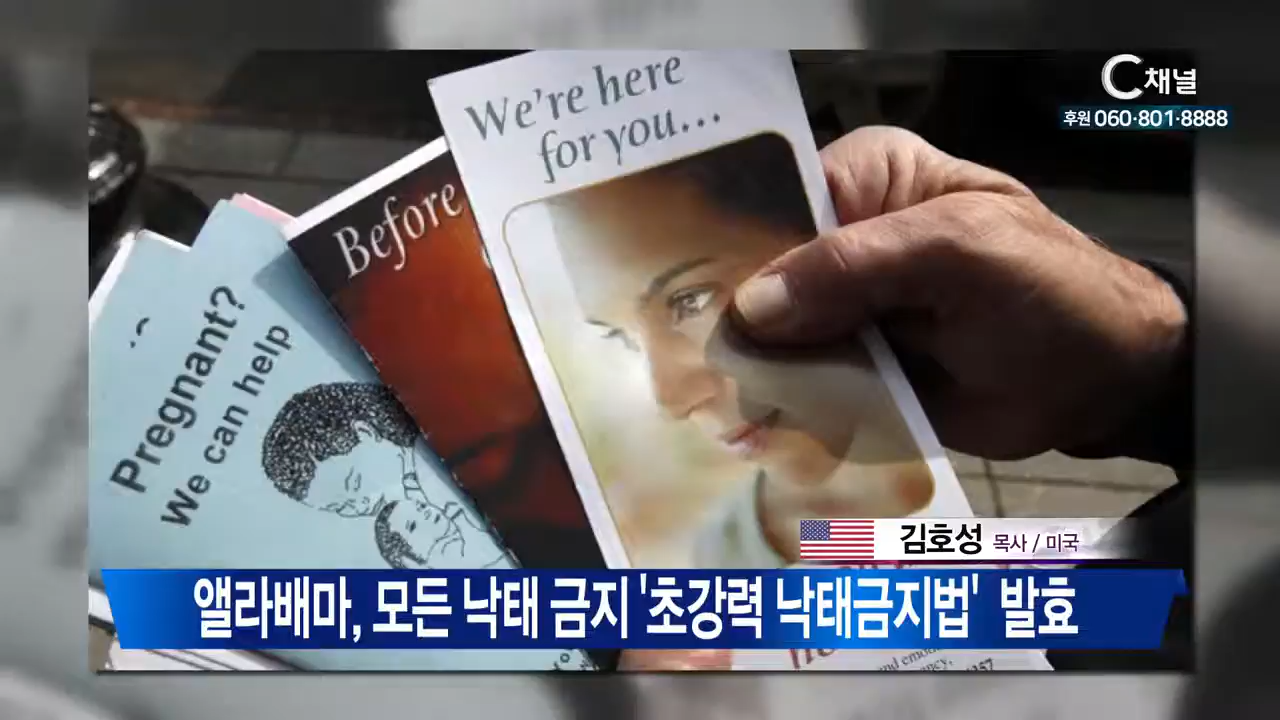 C채널
후원 060·801·8888
We're here
for you...
Before
Pregnant?
We can help
김호성 목사 / 미국
앨라배마, 모든 낙태 금지 '초강력 낙태금지법' 발효